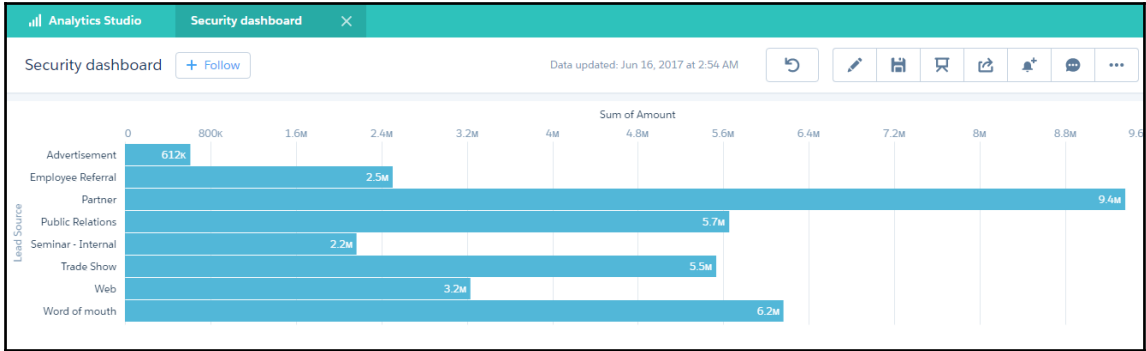 Analytics Studio Security dashboard
Security dashboard + Follow Data updated: Jun 16, 2017 at 2:54 AM
Sum of Amount
0 800K 1.6M 2.4M 3.2M 4M 4.8M 5.6M 6.4M 7.2M 8M 8.8M 9.6
Lead Source
Advertisement 612K
Employee Referral 2.5M
Partner 9.4M
Public Relations 5.7M
Seminar - Internal 2.2M
Trade Show 5.5M
Web 3.2M
Word of mouth 6.2M